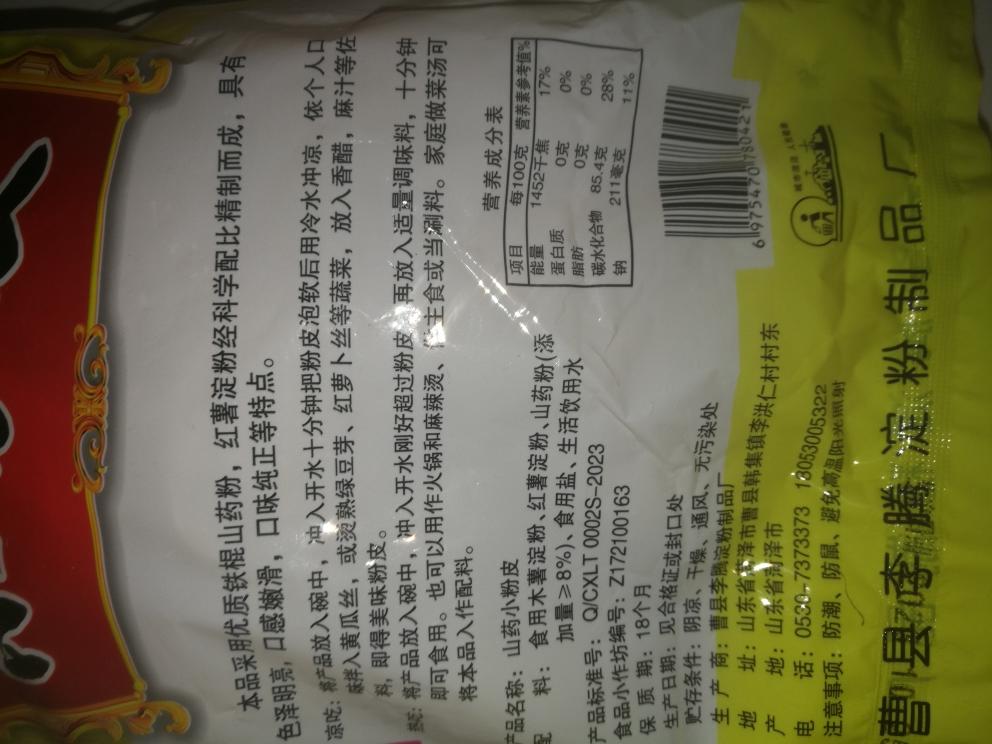 本品采用优质铁棍山药粉，红薯淀粉经科学配比精制而成，具有
色泽明亮, 口感嫩滑，口味纯正等特点。
凉吃: 将产品放入碗中，冲入开水十分钟把粉皮泡软后用冷水冲凉，依个人口
味拌入黄瓜丝，或烫熟绿豆芽、红萝卜丝等蔬菜，放入香醋，麻汁等佐
料，即得美味粉皮。
将产品放入碗中，冲入开水刚好超过粉皮，再放入适量调味料，十分钟
即可食用。也可以用作火锅和麻辣烫、主食或当涮料。家庭做菜汤可
将本品入作配料。
产品名称：山药小粉皮
配料：食用木薯淀粉、红薯淀粉、山药粉(添
加量≥8%)、食用盐、生活饮用水
产品标准号：Q/CXLT 0002S-2023
食品小作坊编号：Z172100163
保质期：18个月
生产日期：见合格证或封口处
贮存条件：阴凉、干燥、通风、无污染处
生产商：曹县李腾淀粉制品厂
地址：山东省菏泽市曹县韩集镇李洪仁村村东
产地：山东省菏泽市
电话：0530-7373373 13053005322
注意事项：防潮、防鼠、避免高温阳光照射
营养成分表
项目 每100克 营养素参考值%
能量 1452千焦 17%
蛋白质 0克 0%
脂肪 0克 0%
碳水化合物 85.4克 28%
钠 211毫克 11%
6975470178042
曹县李腾淀粉制品厂